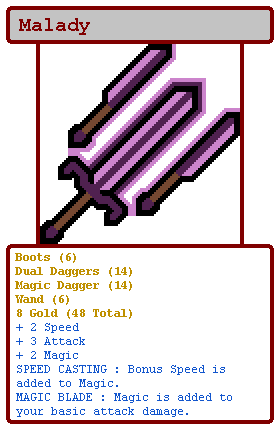 Malady
Boots (6)
Dual Daggers (14)
Magic Dagger (14)
Wand (6)
8 Gold (48 Total)
+ 2 Speed
+ 3 Attack
+ 2 Magic
SPEED CASTING : Bonus Speed is
added to Magic.
MAGIC BLADE : Magic is added to
your basic attack damage.